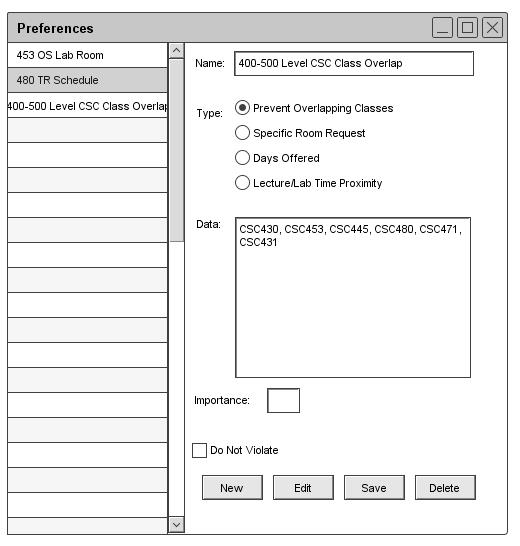 Preferences
453 OS Lab Room
480 TR Schedule
400-500 Level CSC Class Overlap
Name: 400-500 Level CSC Class Overlap
Type: Prevent Overlapping Classes
Specific Room Request
Days Offered
Lecture/Lab Time Proximity
Data: CSC430, CSC453, CSC445, CSC480, CSC471,
CSC431
Importance:
Do Not Violate
New Edit Save Delete